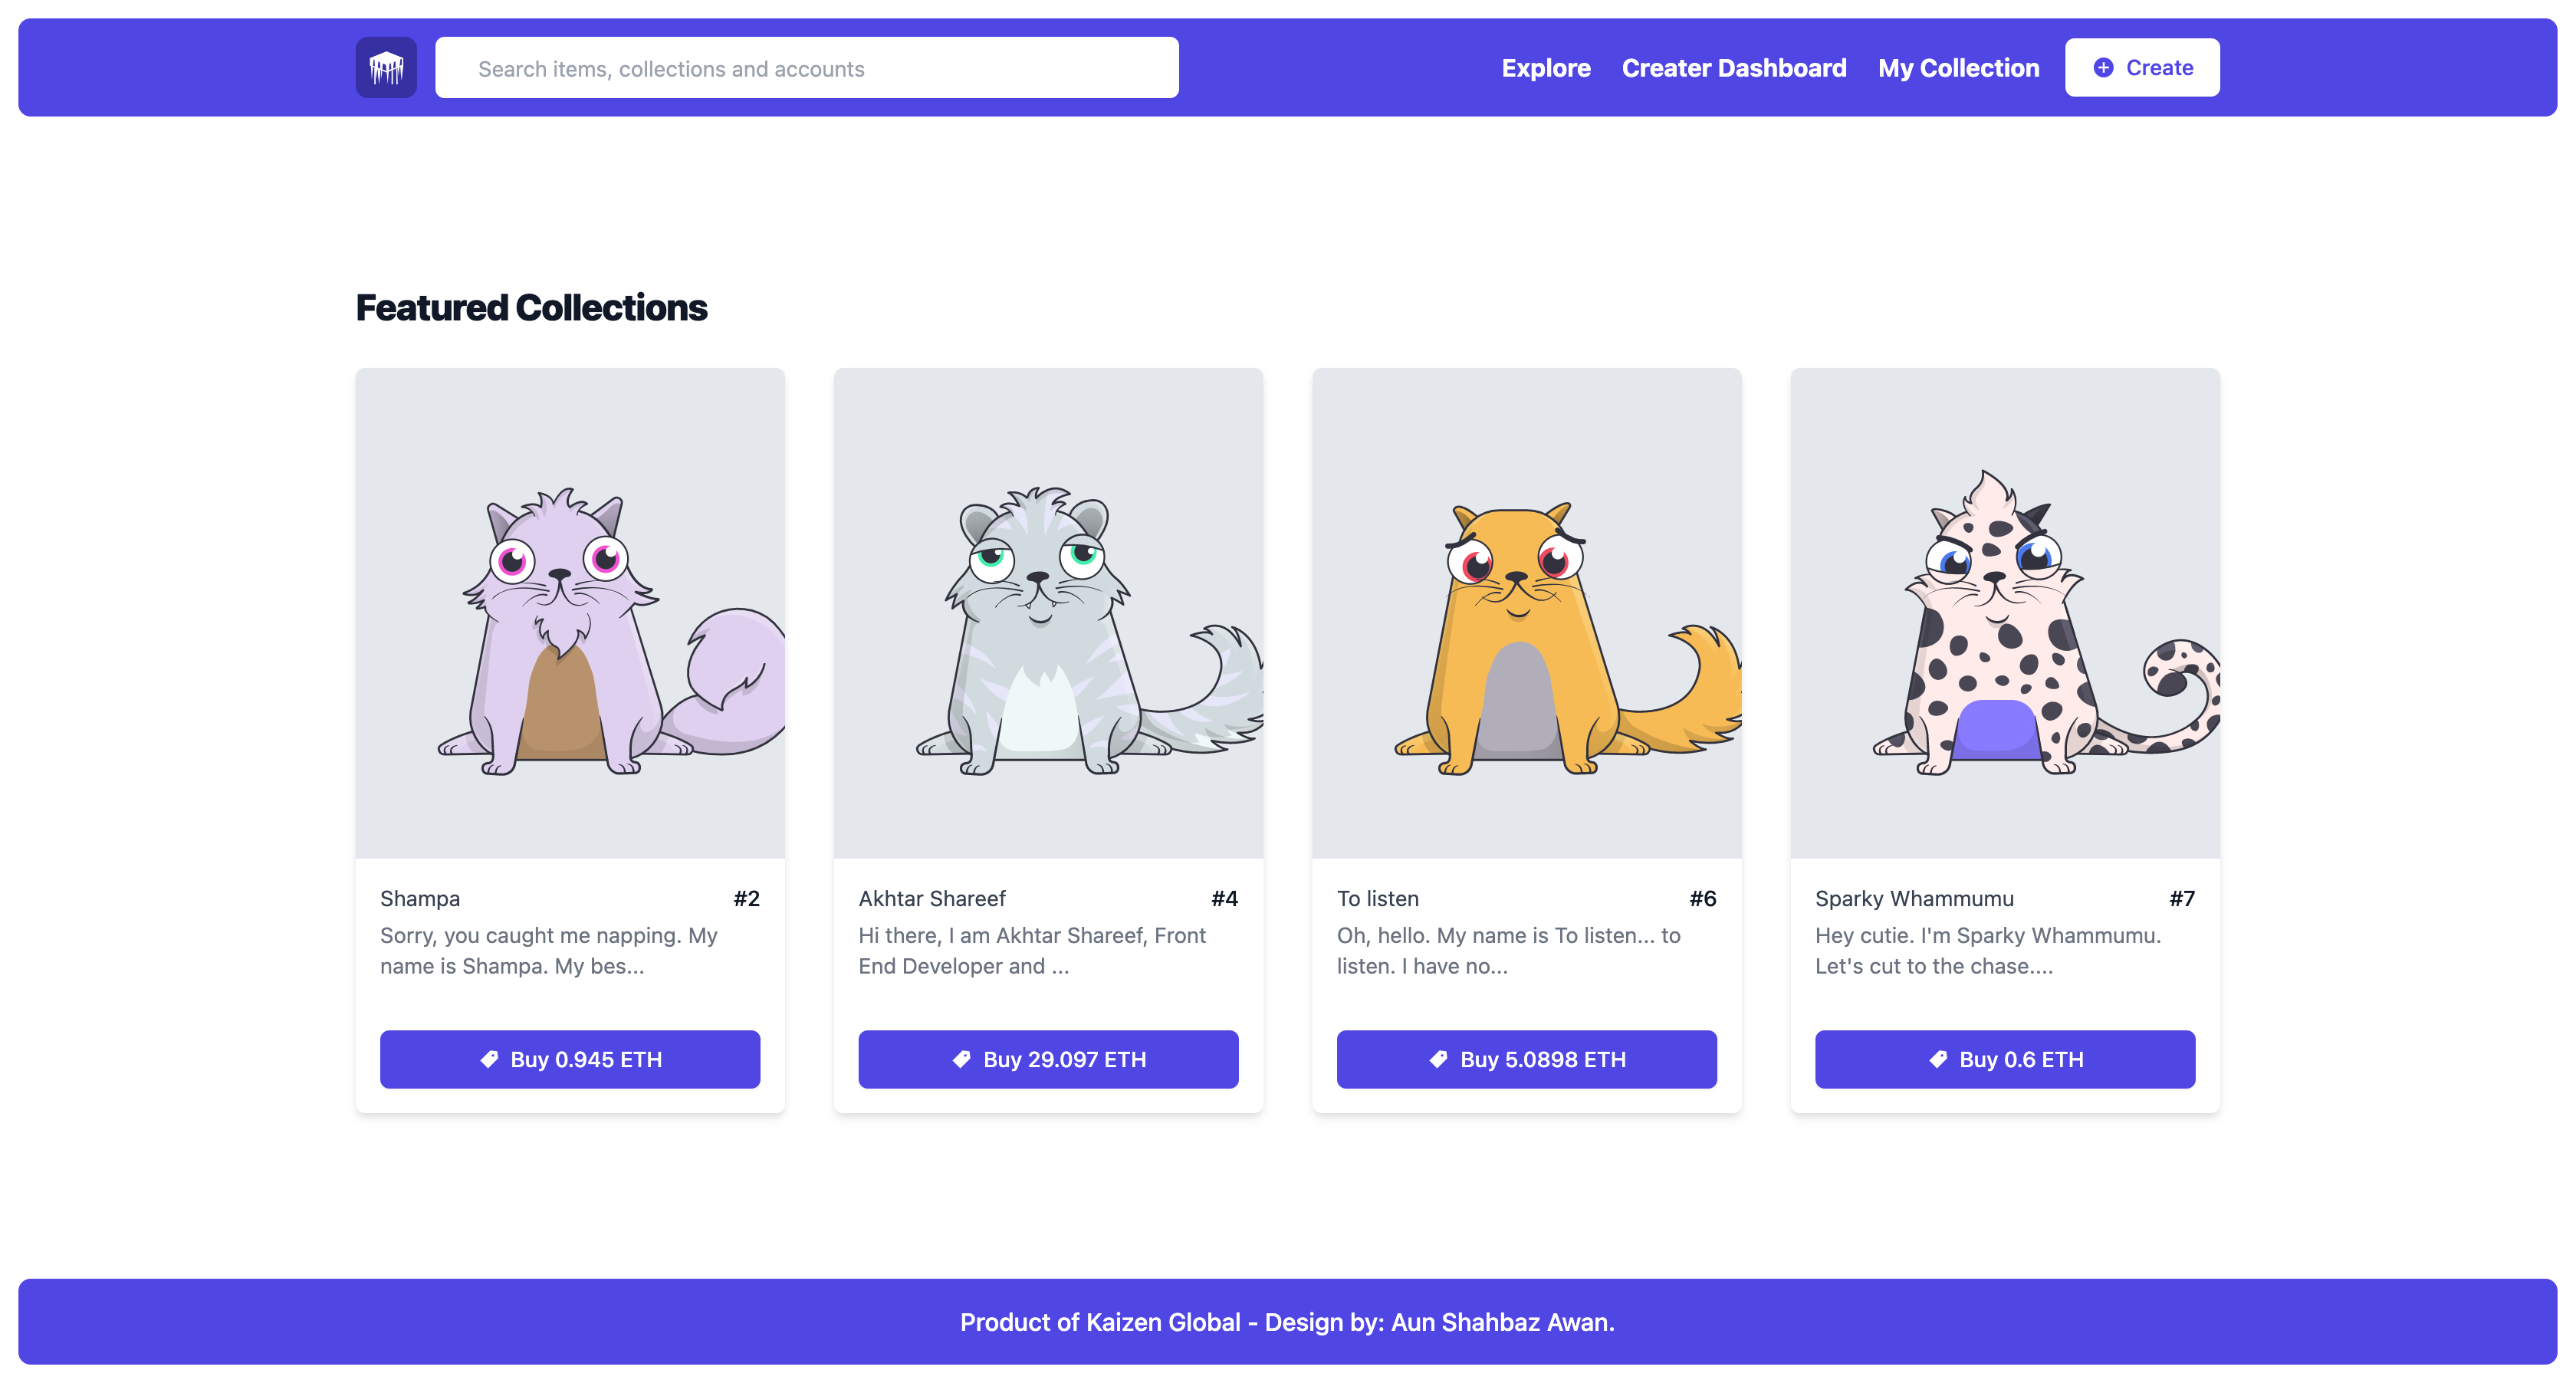 Search items, collections and accounts
Explore
Creater Dashboard
My Collection
Create
Featured Collections
Shampa
#2
Sorry, you caught me napping. My
name is Shampa. My bes...
Buy 0.945 ETH
Akhtar Shareef
#4
Hi there, I am Akhtar Shareef, Front
End Developer and ...
Buy 29.097 ETH
To listen
#6
Oh, hello. My name is To listen... to
listen. I have no...
Buy 5.0898 ETH
Sparky Whammumu
#7
Hey cutie. I'm Sparky Whammumu.
Let's cut to the chase....
Buy 0.6 ETH
Product of Kaizen Global - Design by: Aun Shahbaz Awan.